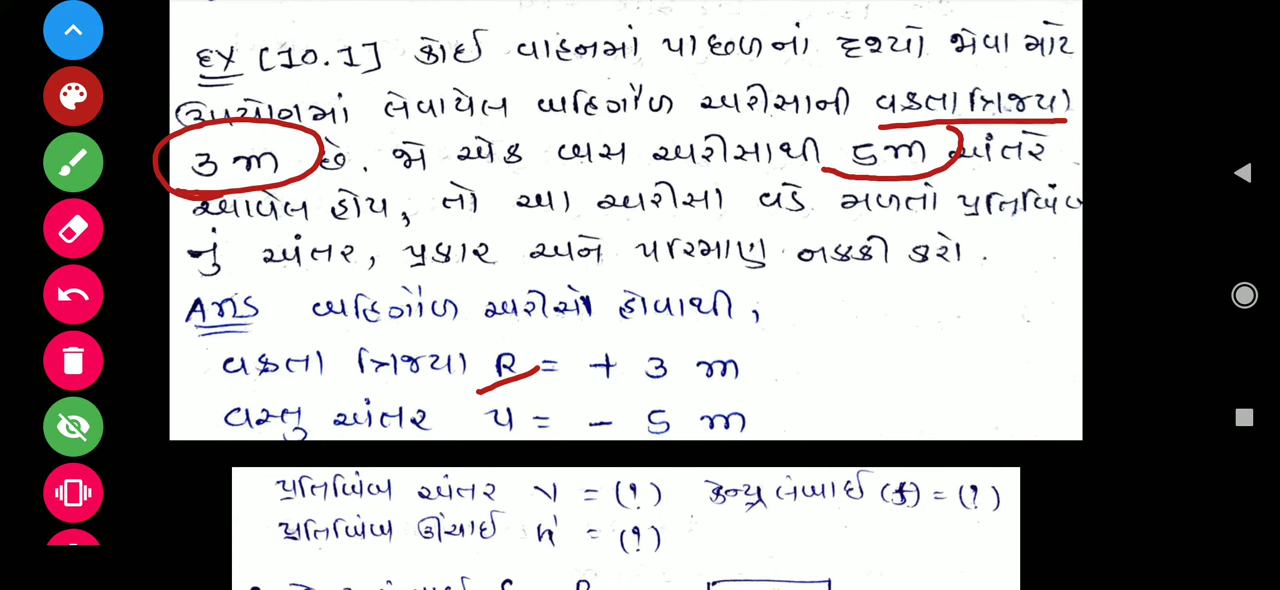 Ex [10.1] કોઈ વાહનમાં પાછળનાં દ્રશ્યો જોવા માટે
ઉપયોગમાં લેવાયેલ બહિર્ગોળ અરીસાની વક્રતાત્રિજ્યા
3 m છે. જો એક બસ અરીસાથી 5m અંતરે
આવેલ હોય, તો આ અરીસા વડે મળતો પ્રતિબિંબ
નું અંતર, પ્રકાર અને પરિમાણ નક્કી કરો.
Ans બહિર્ગોળ અરીસો હોવાથી,
વક્રતા ત્રિજ્યા R = + 3 m
વસ્તુ અંતર u = - 5 m
પ્રતિબિંબ અંતર v = (?) કેન્દ્ર લંબાઈ (f) = (?)
પ્રતિબિંબ ઊંચાઈ h' = (?)